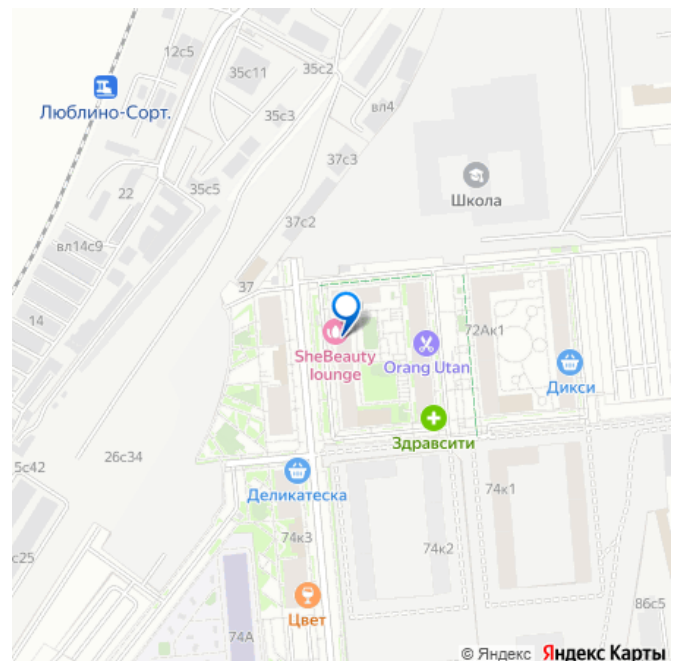 12с5
35с11
35с2
Люблино-Сорт.
35с3
вл4
37с3
22
35с5
Школа
37с2
вл14с9
37
14
72Ак1
SheBeauty
lounge
Orang Utan
Дикси
Здравсити
26с34
5с42
Деликатеска
74к1
74к3
74к2
с25
86с5
Цвет
74А
© Яндекс Яндекс Карты